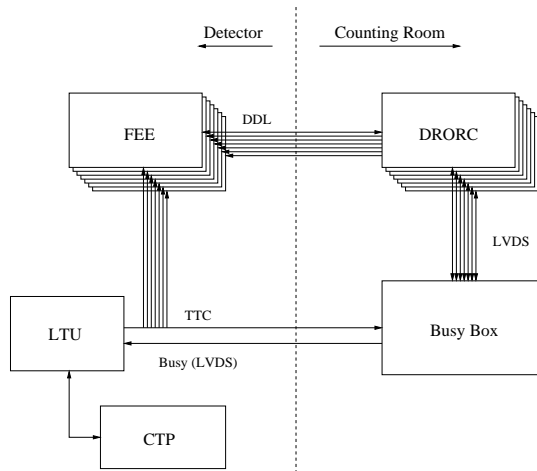 Detector
Counting Room
FEE
DDL
DRORC
LVDS
LTU
TTC
Busy Box
Busy (LVDS)
CTP